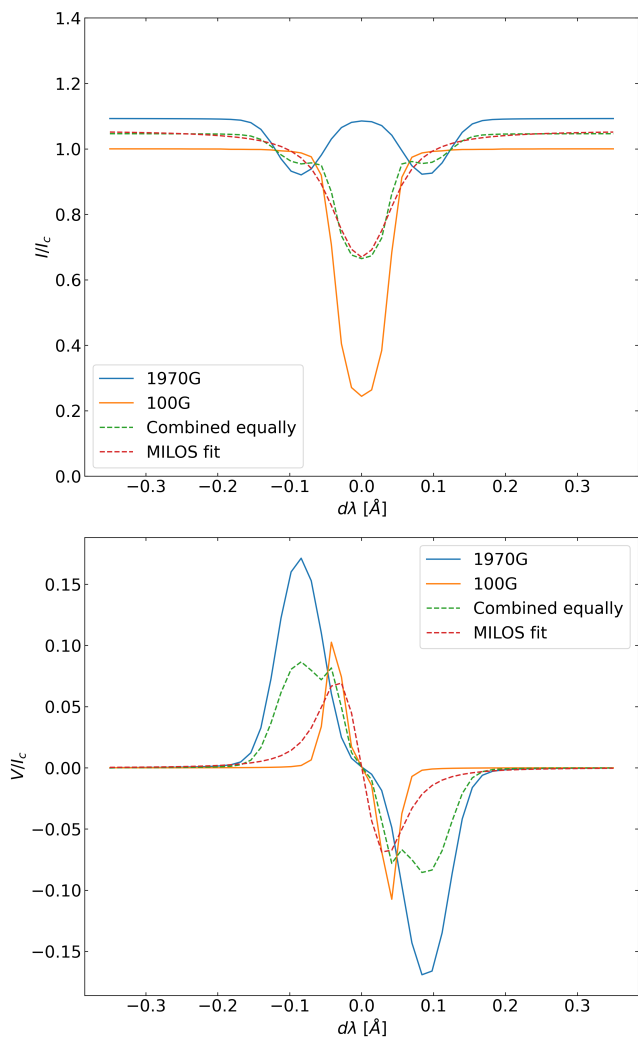 1.4
1.2
1.0
0.8
0.6
0.4
0.2
0.0
I/I_c
1970G
100G
Combined equally
MILOS fit
−0.3 −0.2 −0.1 0.0 0.1 0.2 0.3
dλ [Å]
0.15
0.10
0.05
0.00
−0.05
−0.10
−0.15
V/I_c
1970G
100G
Combined equally
MILOS fit
−0.3 −0.2 −0.1 0.0 0.1 0.2 0.3
dλ [Å]